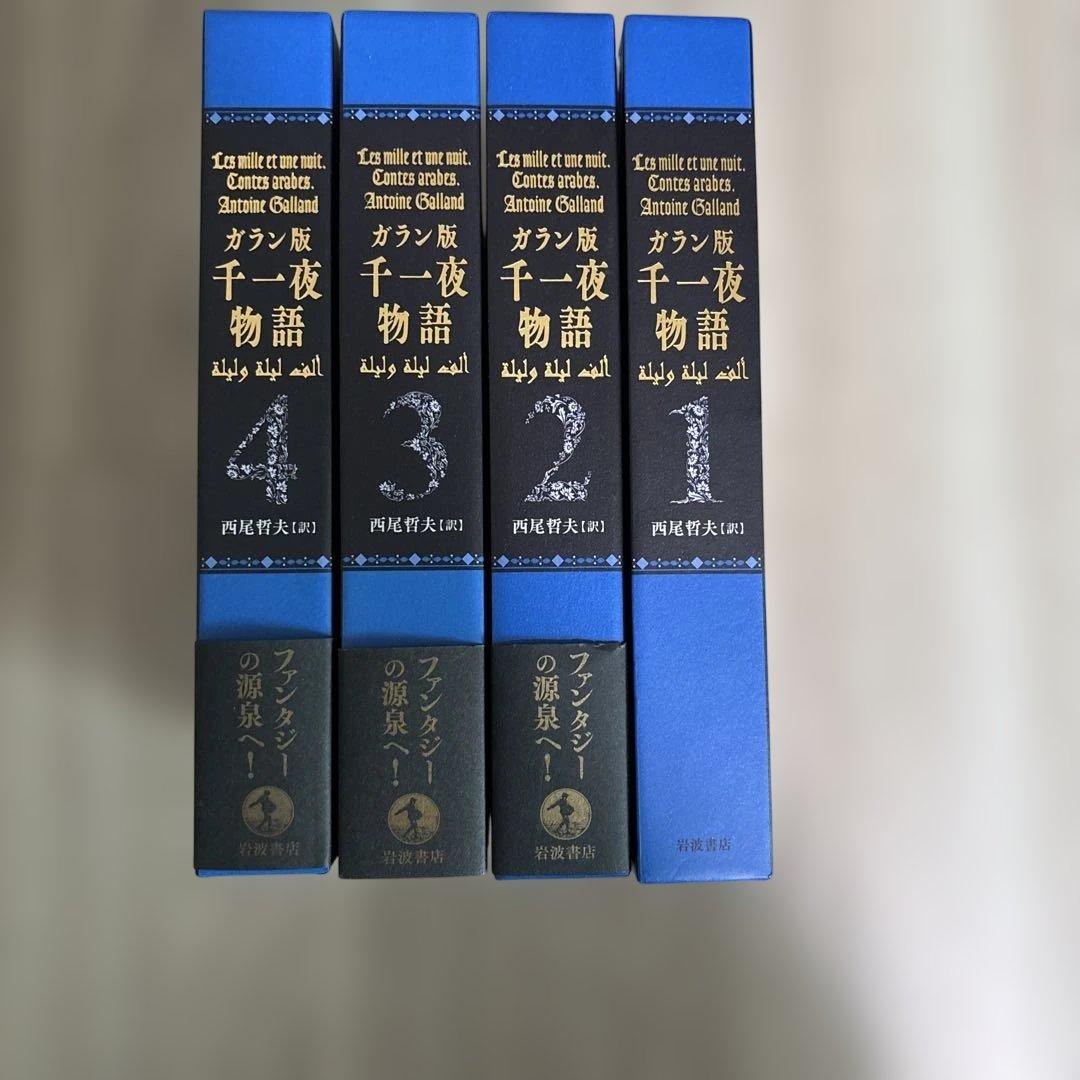 Les mille et une nuit.
Contes arabes.
Antoine Galland
ガラン版
千一夜
物語
ألف ليلة وليلة
4
西尾哲夫【訳】
ファンタジー
の源泉へ!
岩波書店
Les mille et une nuit.
Contes arabes.
Antoine Galland
ガラン版
千一夜
物語
ألف ليلة وليلة
3
西尾哲夫【訳】
ファンタジー
の源泉へ!
岩波書店
Les mille et une nuit.
Contes arabes.
Antoine Galland
ガラン版
千一夜
物語
ألف ليلة وليلة
2
西尾哲夫【訳】
ファンタジー
の源泉へ!
岩波書店
Les mille et une nuit.
Contes arabes.
Antoine Galland
ガラン版
千一夜
物語
ألف ليلة وليلة
1
西尾哲夫【訳】
岩波書店